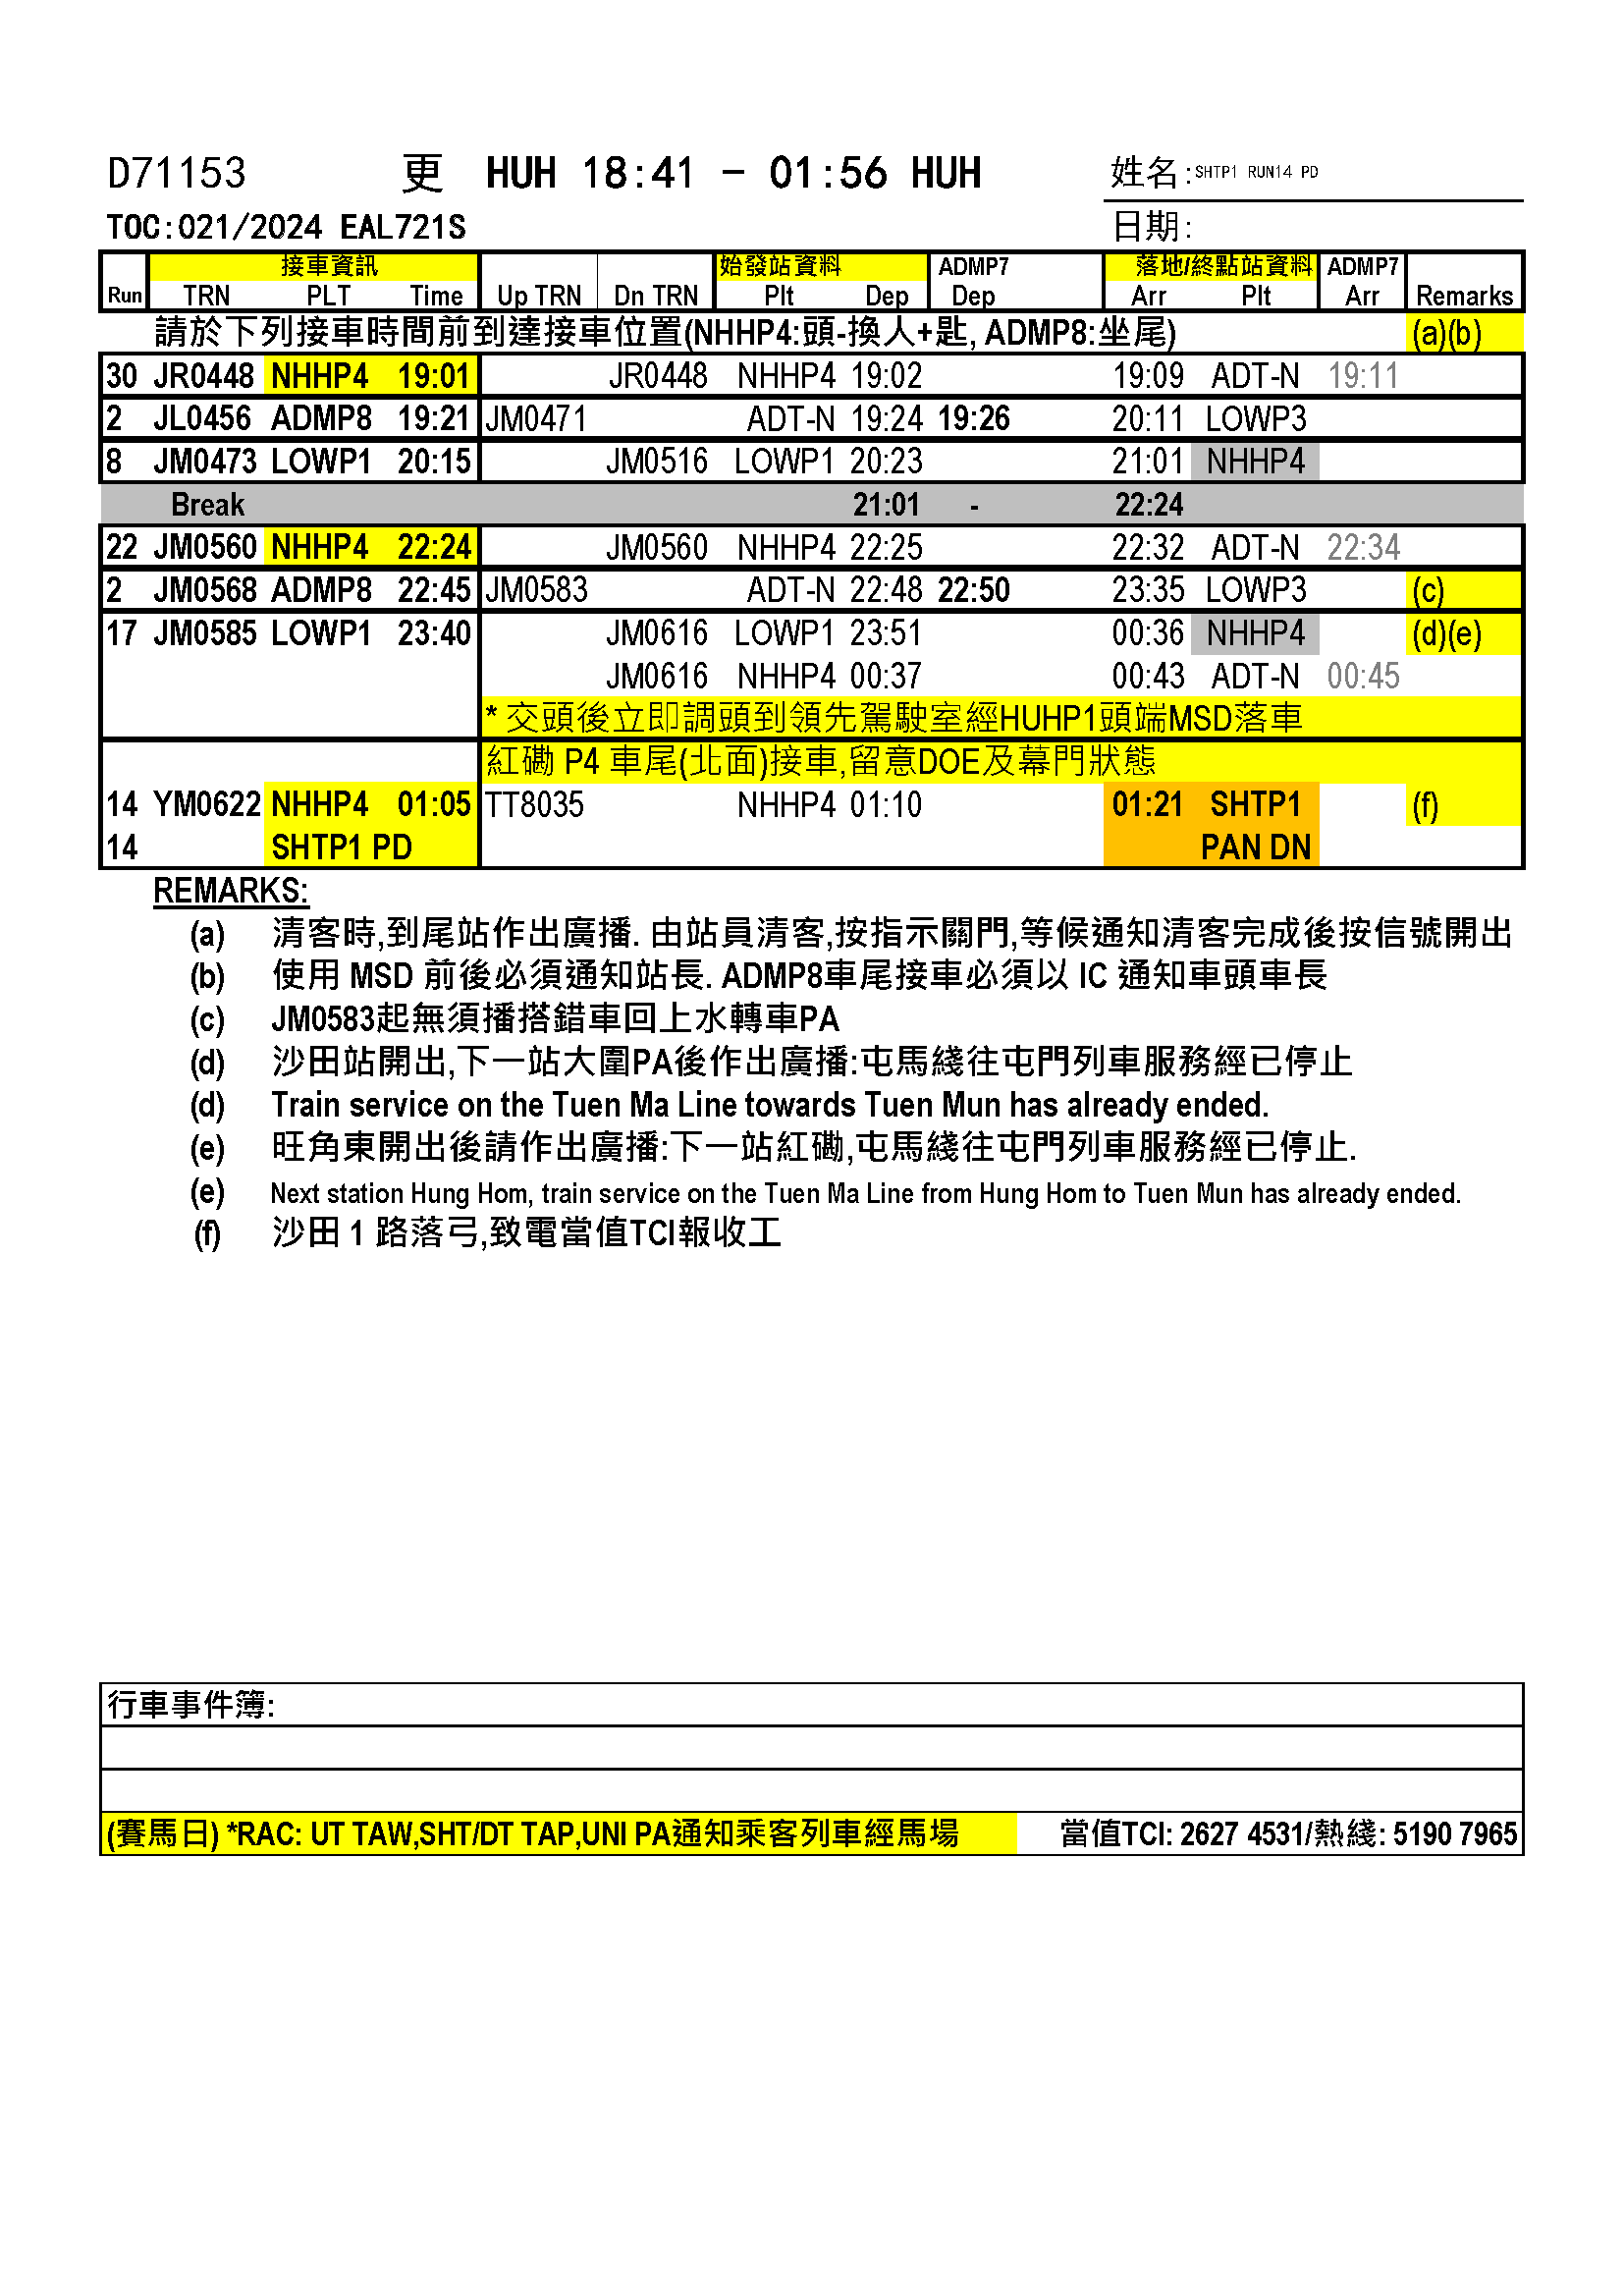 D71153 更 HUH 18:41 - 01:56 HUH 姓名:SHTP1 RUN14 PD
TOC:021/2024 EAL721S 日期:
接車資訊 始發站資料 ADMP7 落地/終點站資料 ADMP7
Run TRN PLT Time Up TRN Dn TRN Plt Dep Dep Arr Plt Arr Remarks
請於下列接車時間前到達接車位置(NHHP4:頭-換人+匙, ADMP8:坐尾) (a)(b)
30 JR0448 NHHP4 19:01 JR0448 NHHP4 19:02 19:09 ADT-N 19:11
2 JL0456 ADMP8 19:21 JM0471 ADT-N 19:24 19:26 20:11 LOWP3
8 JM0473 LOWP1 20:15 JM0516 LOWP1 20:23 21:01 NHHP4
Break 21:01 - 22:24
22 JM0560 NHHP4 22:24 JM0560 NHHP4 22:25 22:32 ADT-N 22:34
2 JM0568 ADMP8 22:45 JM0583 ADT-N 22:48 22:50 23:35 LOWP3 (c)
17 JM0585 LOWP1 23:40 JM0616 LOWP1 23:51 00:36 NHHP4 (d)(e)
JM0616 NHHP4 00:37 00:43 ADT-N 00:45
* 交頭後立即調頭到領先駕駛室經HUHP1頭端MSD落車
紅磡 P4 車尾(北面)接車,留意DOE及幕門狀態
14 YM0622 NHHP4 01:05 TT8035 NHHP4 01:10 01:21 SHTP1 (f)
14 SHTP1 PD PAN DN
REMARKS:
(a) 清客時,到尾站作出廣播. 由站員清客,按指示關門,等候通知清客完成後按信號開出
(b) 使用 MSD 前後必須通知站長. ADMP8車尾接車必須以 IC 通知車頭車長
(c) JM0583起無須播搭錯車回上水轉車PA
(d) 沙田站開出,下一站大圍PA後作出廣播:屯馬綫往屯門列車服務經已停止
(d) Train service on the Tuen Ma Line towards Tuen Mun has already ended.
(e) 旺角東開出後請作出廣播:下一站紅磡,屯馬綫往屯門列車服務經已停止.
(e) Next station Hung Hom, train service on the Tuen Ma Line from Hung Hom to Tuen Mun has already ended.
(f) 沙田 1 路落弓,致電當值TCI報收工
行車事件簿:
(賽馬日) *RAC: UT TAW,SHT/DT TAP,UNI PA通知乘客列車經馬場 當值TCI: 2627 4531/熱綫: 5190 7965